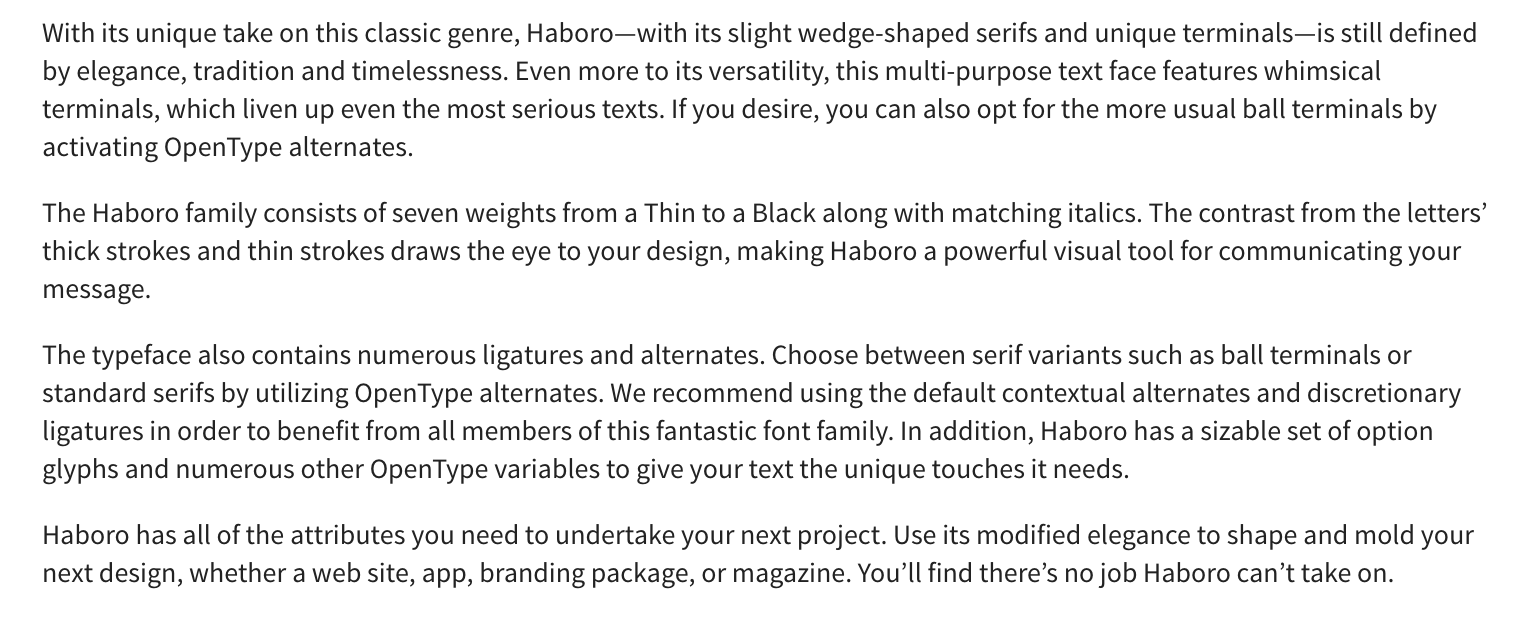 With its unique take on this classic genre, Haboro—with its slight wedge-shaped serifs and unique terminals—is still defined
by elegance, tradition and timelessness. Even more to its versatility, this multi-purpose text face features whimsical
terminals, which liven up even the most serious texts. If you desire, you can also opt for the more usual ball terminals by
activating OpenType alternates.
The Haboro family consists of seven weights from a Thin to a Black along with matching italics. The contrast from the letters’
thick strokes and thin strokes draws the eye to your design, making Haboro a powerful visual tool for communicating your
message.
The typeface also contains numerous ligatures and alternates. Choose between serif variants such as ball terminals or
standard serifs by utilizing OpenType alternates. We recommend using the default contextual alternates and discretionary
ligatures in order to benefit from all members of this fantastic font family. In addition, Haboro has a sizable set of option
glyphs and numerous other OpenType variables to give your text the unique touches it needs.
Haboro has all of the attributes you need to undertake your next project. Use its modified elegance to shape and mold your
next design, whether a web site, app, branding package, or magazine. You’ll find there’s no job Haboro can’t take on.